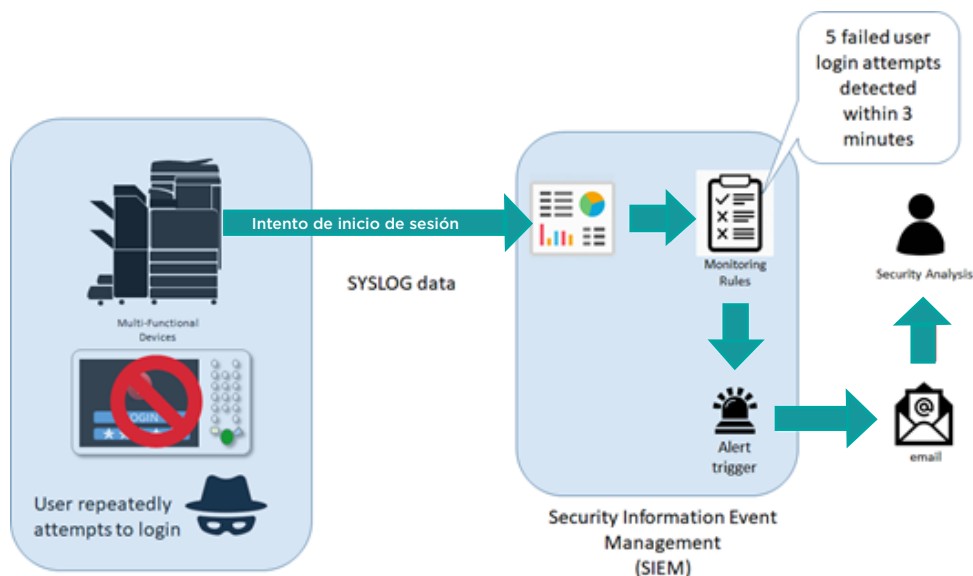 5 failed user
login attempts
detected
within 3
minutes
Intento de inicio de sesión
SYSLOG data
Multi-Functional
Devices
LOGIN
User repeatedly
attempts to login
Monitoring
Rules
Alert
trigger
Security Information Event
Management
(SIEM)
Security Analysis
@
email